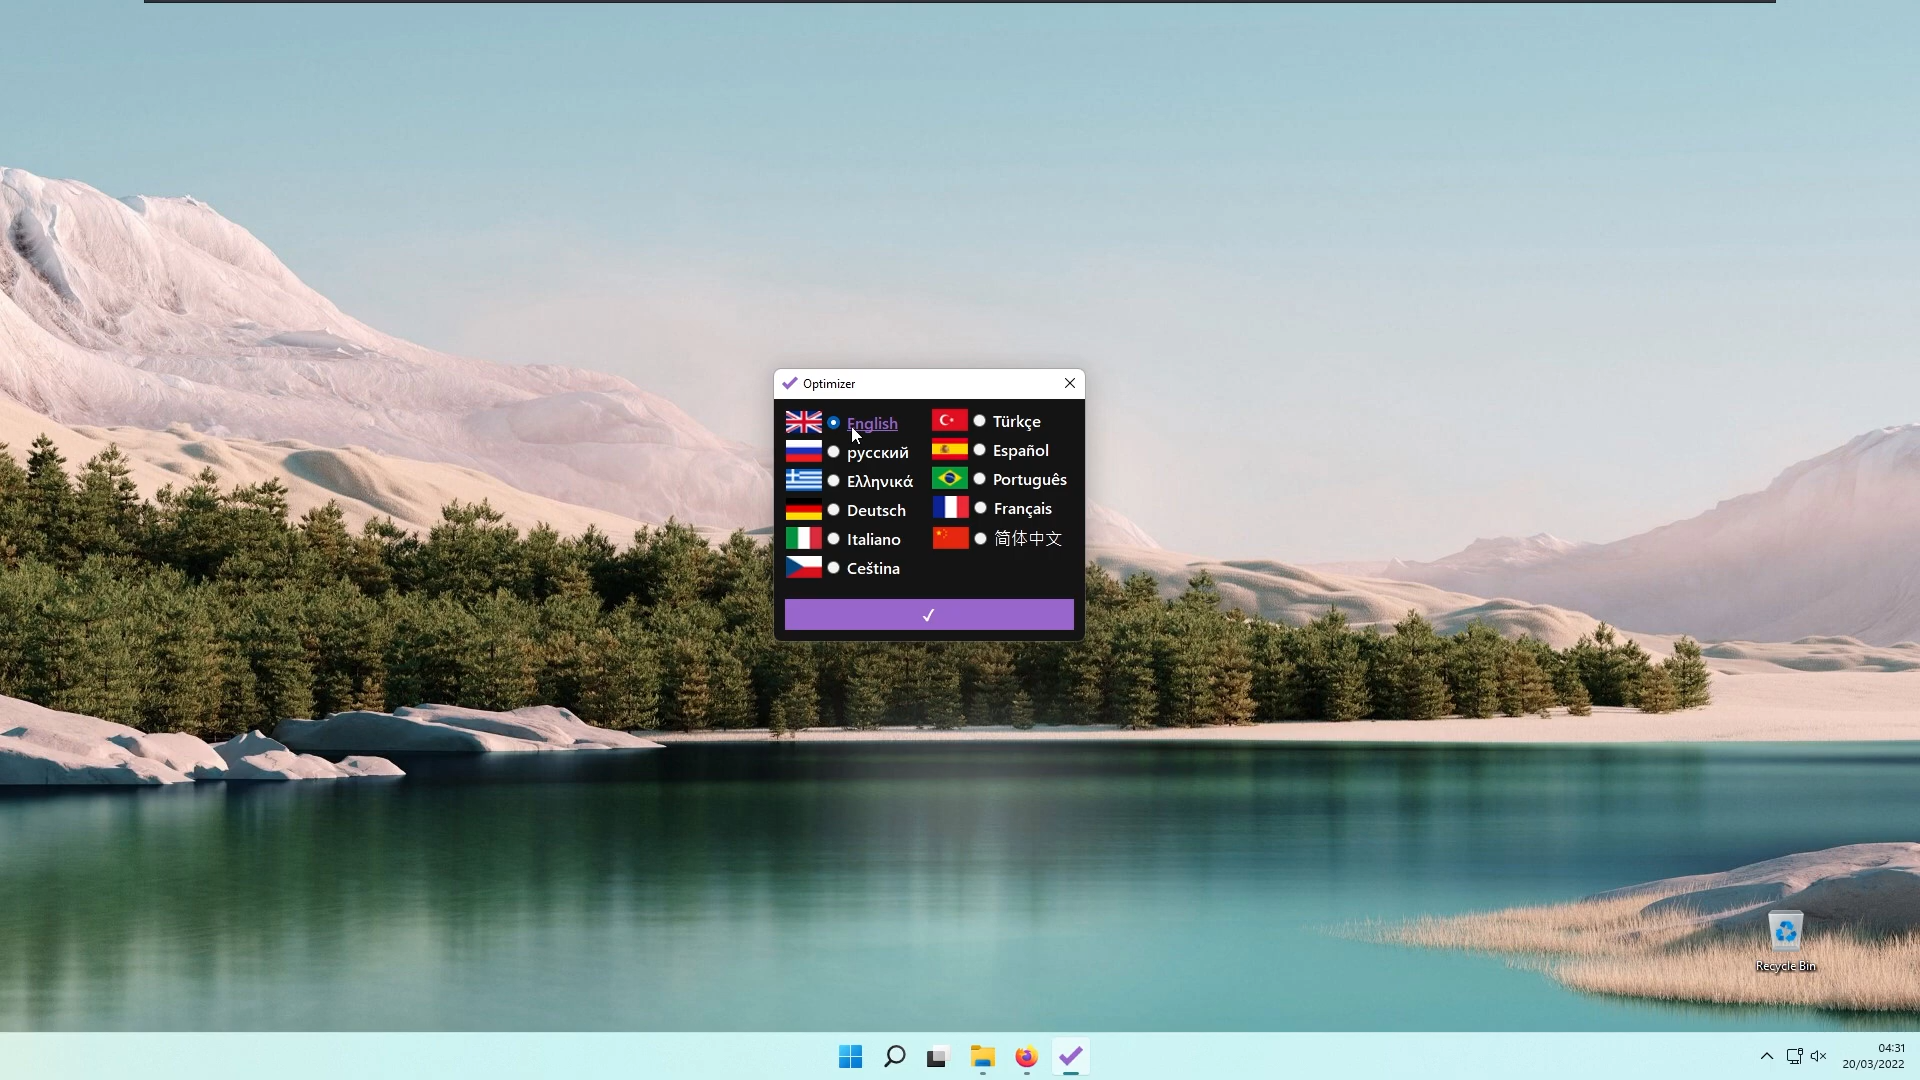 Optimizer
English
русский
Ελληνικά
Deutsch
Italiano
Ceština
Türkçe
Español
Português
Français
简体中文
Recycle Bin
04:31
20/03/2022